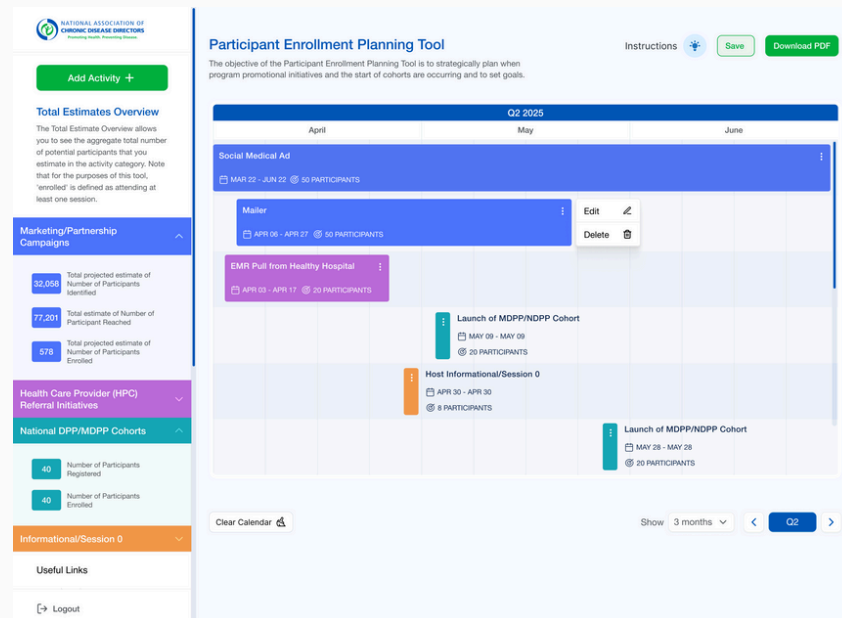 NATIONAL ASSOCIATION OF
CHRONIC DISEASE DIRECTORS
Promoting Health. Preventing Disease.
Add Activity +
Total Estimates Overview
The Total Estimate Overview allows
you to see the aggregate total number
of potential participants that you
estimate in the activity category. Note
that for the purposes of this tool,
'enrolled' is defined as attending at
least one session.
Marketing/Partnership
Campaigns
32,058
Total projected estimate of
Number of Participants
Identified
77,201
Total estimate of Number of
Participant Reached
578
Total projected estimate of
Number of Participants
Enrolled
Health Care Provider (HPC)
Referral Initiatives
National DPP/MDPP Cohorts
40
Number of Participants
Registered
40
Number of Participants
Enrolled
Informational/Session 0
Useful Links
Logout
Participant Enrollment Planning Tool
The objective of the Participant Enrollment Planning Tool is to strategically plan when
program promotional initiatives and the start of cohorts are occurring and to set goals.
Instructions
Save
Download PDF
Q2 2025
April May June
Social Medical Ad
MAR 22 - JUN 22 50 PARTICIPANTS
Mailer
APR 06 - APR 27 50 PARTICIPANTS
Edit
Delete
EMR Pull from Healthy Hospital
APR 03 - APR 17 20 PARTICIPANTS
Launch of MDPP/NDPP Cohort
MAY 09 - MAY 09
20 PARTICIPANTS
Host Informational/Session 0
APR 30 - APR 30
8 PARTICIPANTS
Launch of MDPP/NDPP Cohort
MAY 28 - MAY 28
20 PARTICIPANTS
Clear Calendar
Show 3 months
Q2